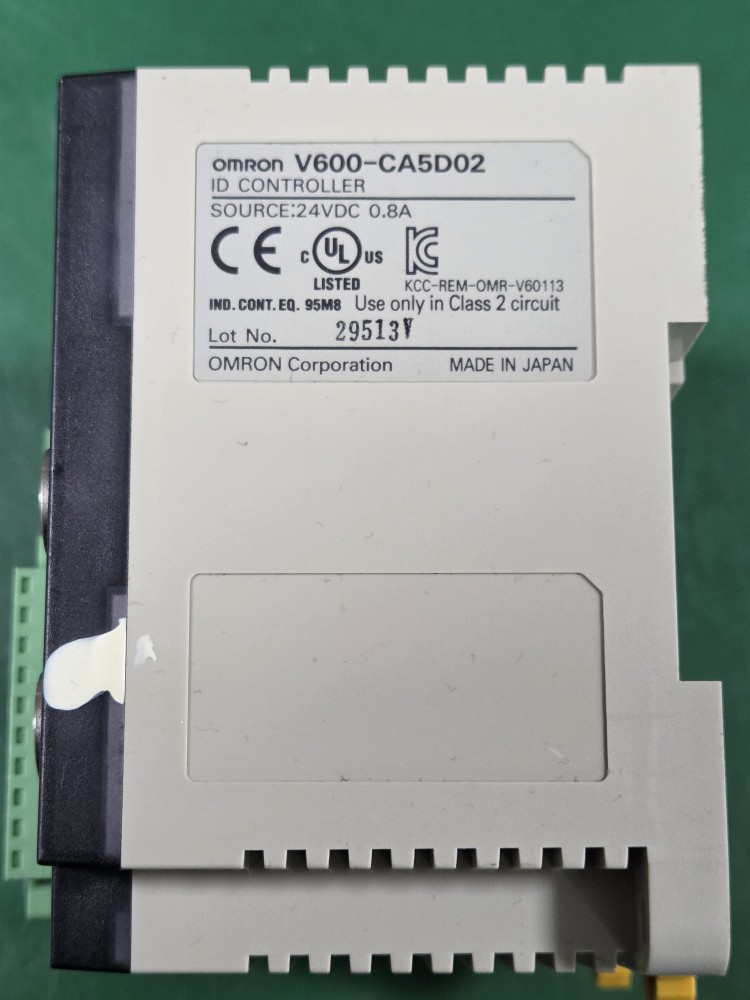 OMRON V600-CA5D02
ID CONTROLLER
SOURCE:24VDC 0.8A
CE C UL US KC
LISTED KCC-REM-OMR-V60113
IND. CONT. EQ. 95M8 Use only in Class 2 circuit
Lot No. 29513V
OMRON Corporation MADE IN JAPAN